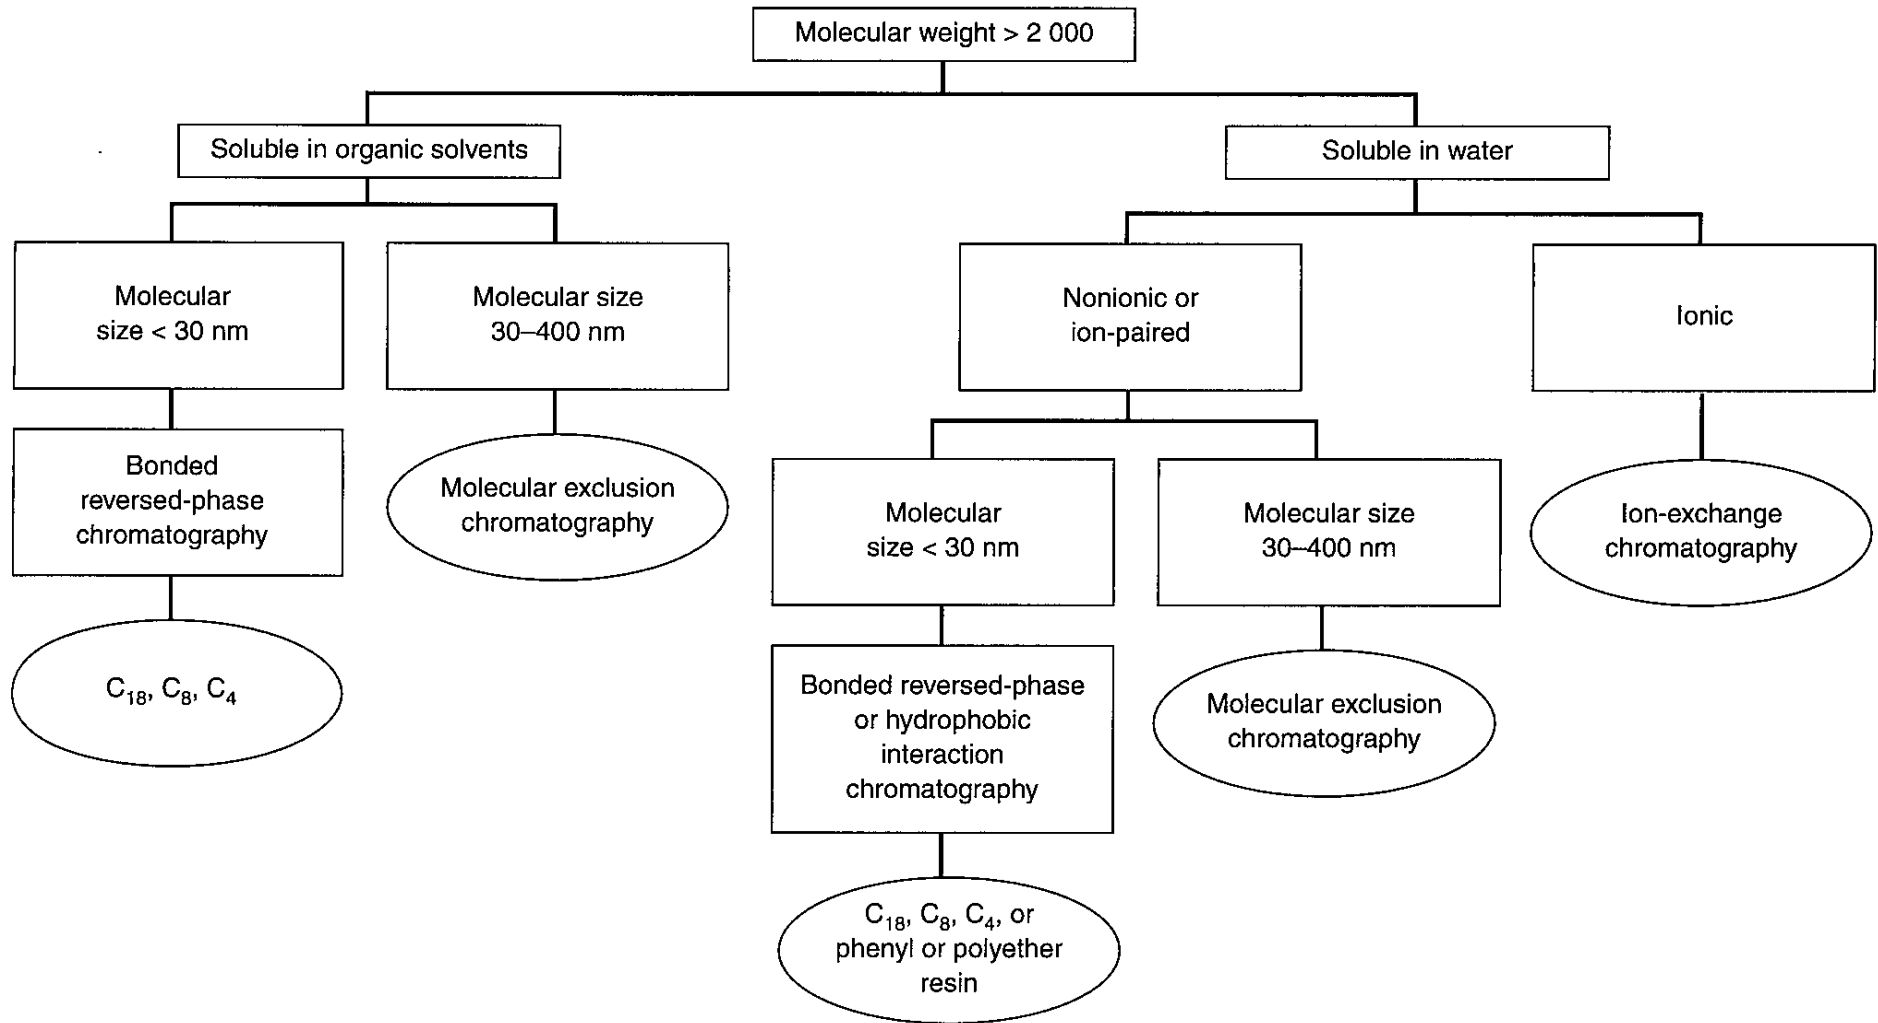 Molecular weight > 2 000
Soluble in organic solvents
Soluble in water
Molecular
size < 30 nm
Molecular size
30–400 nm
Nonionic or
ion-paired
Ionic
Bonded
reversed-phase
chromatography
Molecular exclusion
chromatography
Molecular
size < 30 nm
Molecular size
30–400 nm
Ion-exchange
chromatography
C₁₈, C₈, C₄
Bonded reversed-phase
or hydrophobic
interaction
chromatography
Molecular exclusion
chromatography
C₁₈, C₈, C₄, or
phenyl or polyether
resin